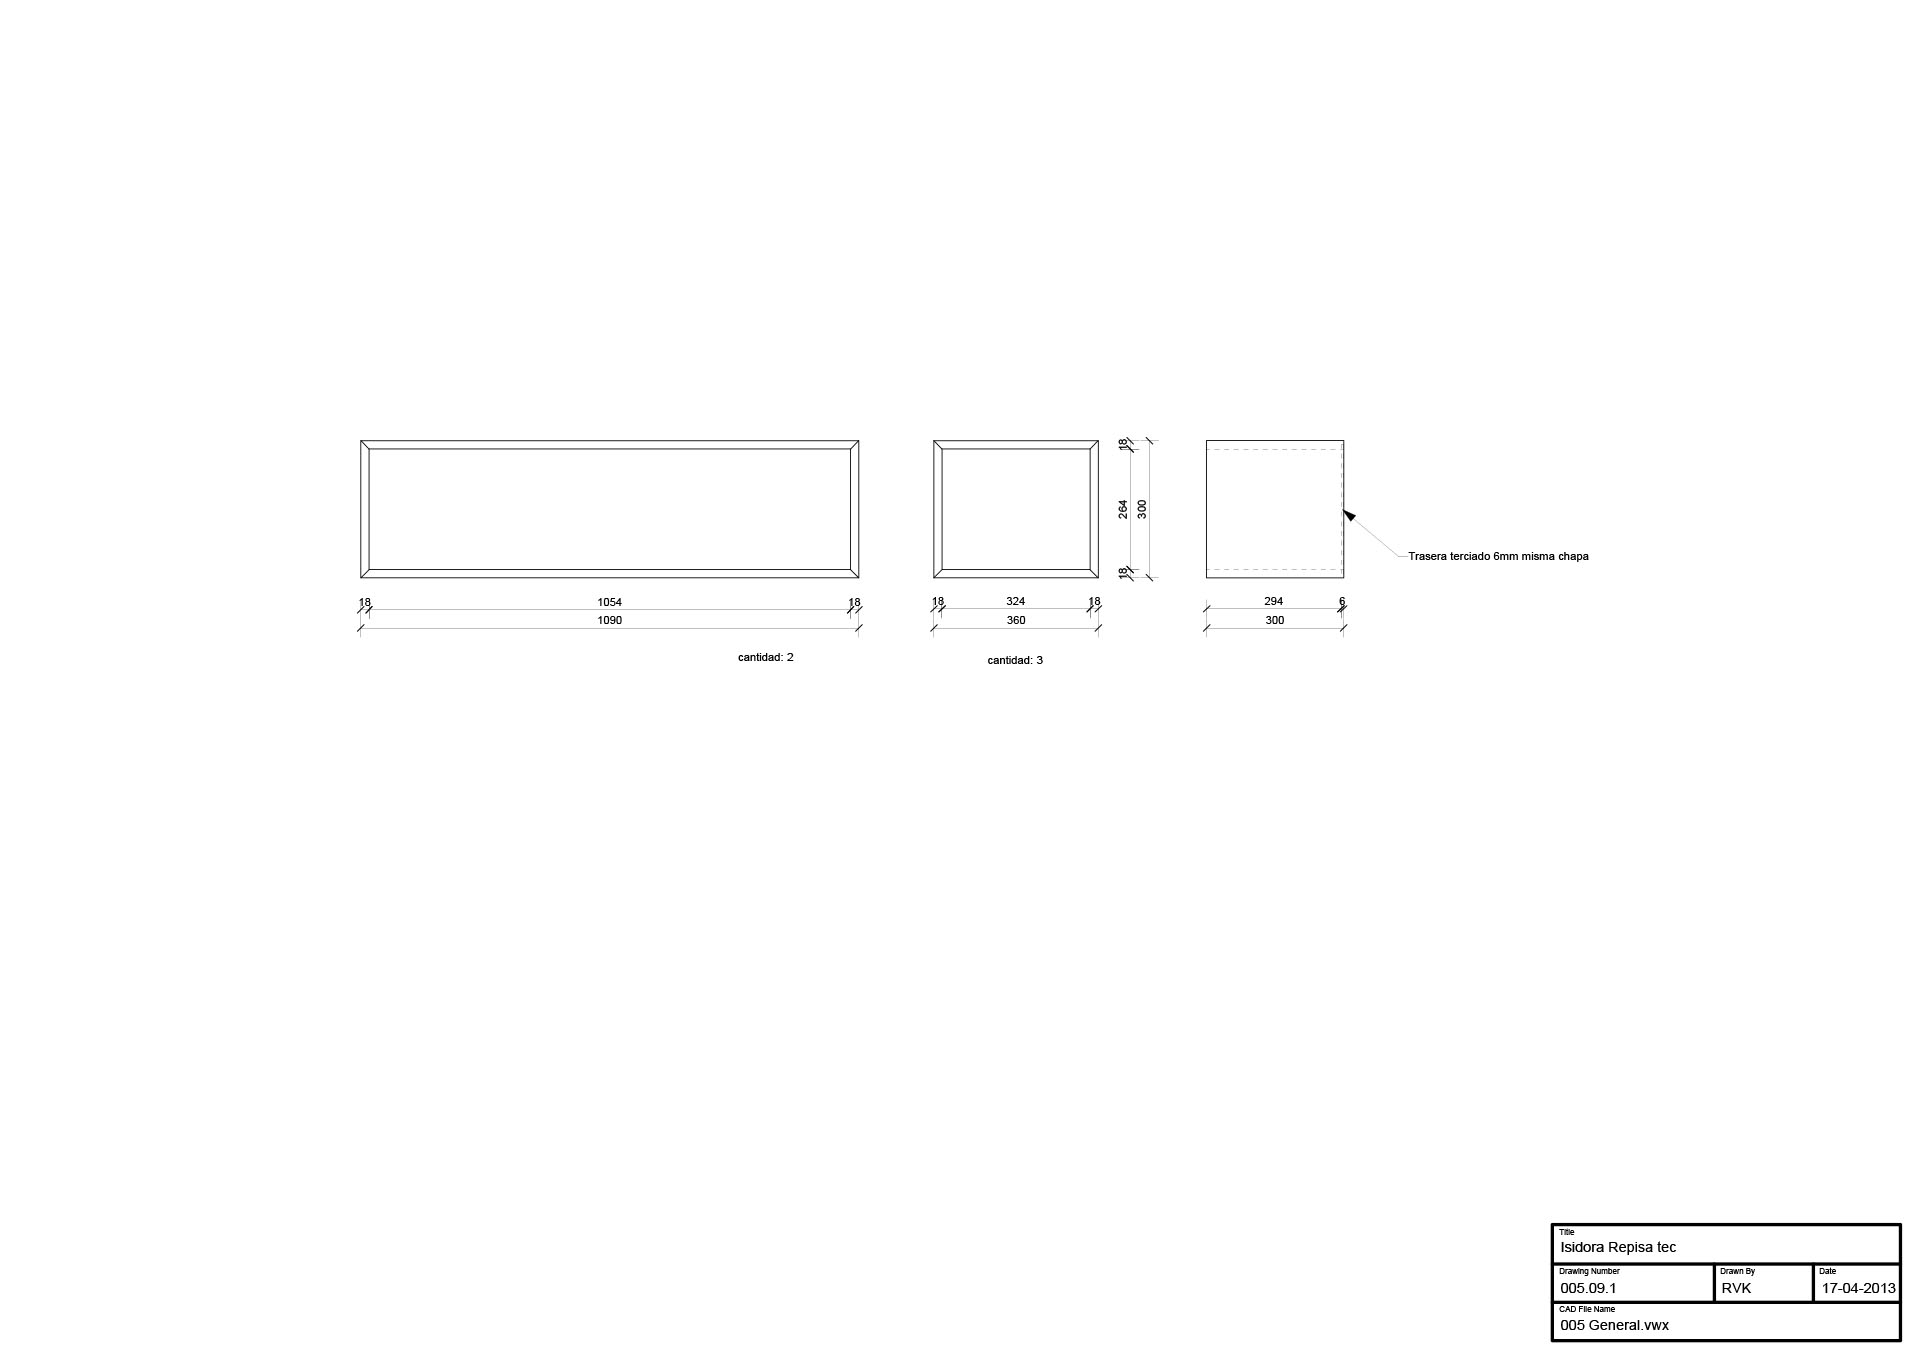 18 1054 18
1090
cantidad: 2
18 324 18
360
cantidad: 3
18
264
18
300
294 6
300
Trasera terciado 6mm misma chapa
Title
Isidora Repisa tec
Drawing Number
005.09.1
Drawn By
RVK
Date
17-04-2013
CAD File Name
005 General.vwx